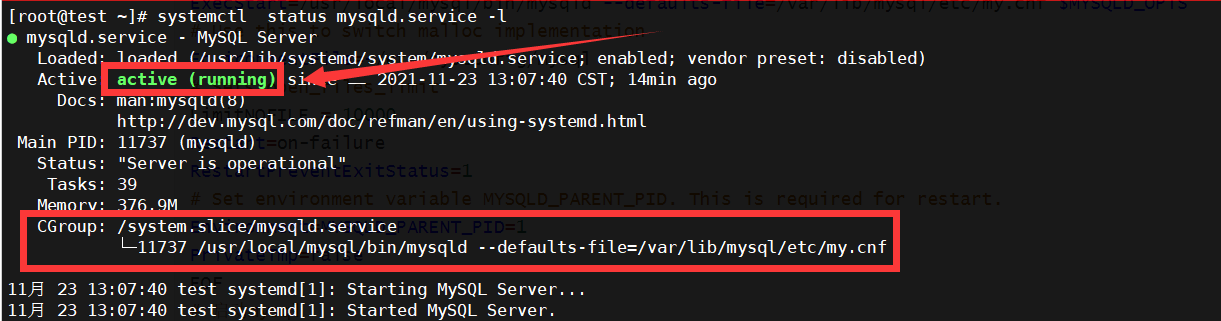 [root@test ~]# systemctl  status mysqld.service -l
● mysqld.service - MySQL Server
Loaded: loaded (/usr/lib/systemd/system/mysqld.service; enabled; vendor preset: disabled)
Active: active (running) since 二 2021-11-23 13:07:40 CST; 14min ago
Docs: man:mysqld(8)
http://dev.mysql.com/doc/refman/en/using-systemd.html
Main PID: 11737 (mysqld)
Status: "Server is operational"
Tasks: 39
Memory: 376.9M
CGroup: /system.slice/mysqld.service
└─11737 /usr/local/mysql/bin/mysqld --defaults-file=/var/lib/mysql/etc/my.cnf
11月 23 13:07:40 test systemd[1]: Starting MySQL Server...
11月 23 13:07:40 test systemd[1]: Started MySQL Server.